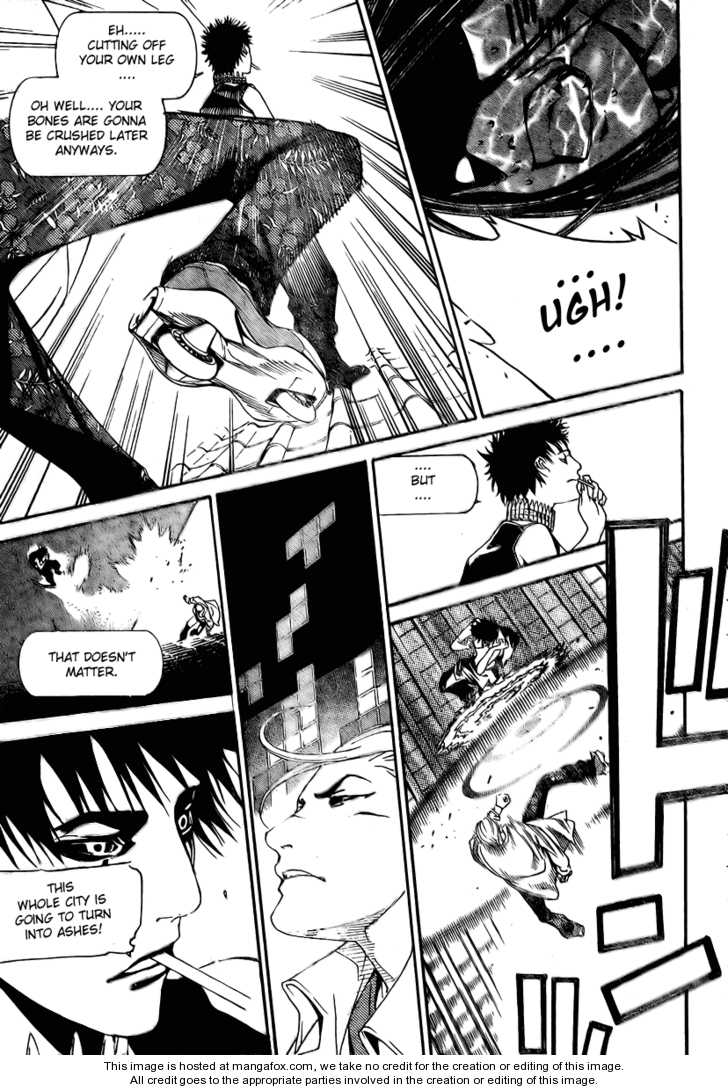 UGH!
....
EH.....
CUTTING OFF
YOUR OWN LEG
....
OH WELL.... YOUR
BONES ARE GONNA
BE CRUSHED LATER
ANYWAYS.
....
BUT
....
THAT DOESN'T
MATTER.
THIS
WHOLE CITY IS
GOING TO TURN
INTO ASHES!
This image is hosted at mangafox.com, we take no credit for the creation or editing of this image.
All credit goes to the appropriate parties involved in the creation or editing of this image.